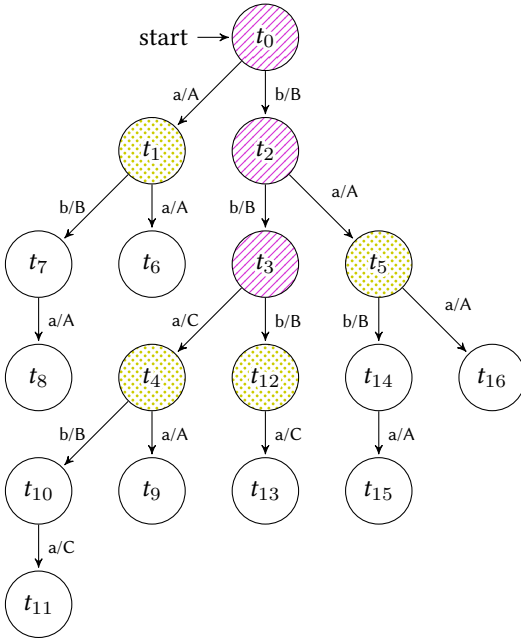 start t₀
a/A b/B
t₁ t₂
b/B a/A b/B a/A
t₇ t₆ t₃ t₅
a/A a/C b/B b/B a/A
t₈ t₄ t₁₂ t₁₄ t₁₆
b/B a/A a/C a/A
t₁₀ t₉ t₁₃ t₁₅
a/C
t₁₁